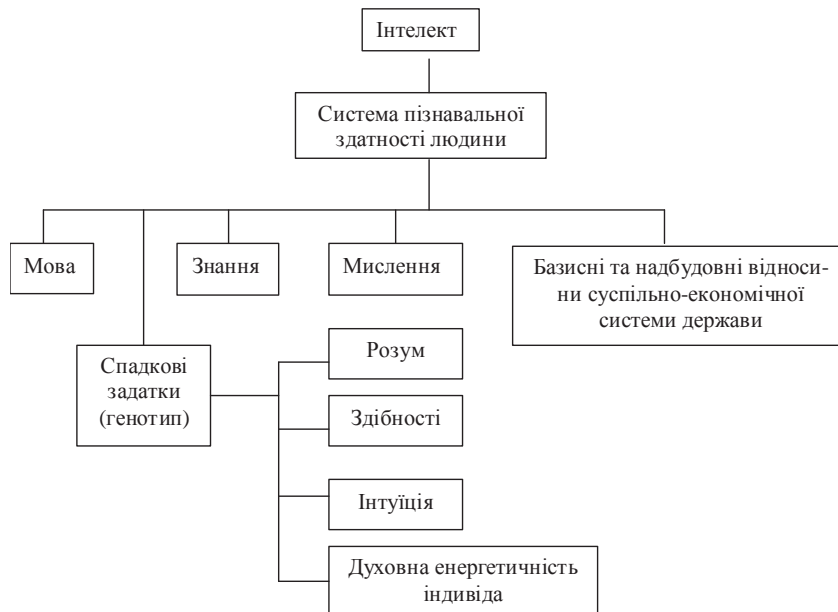 Інтелект
Система пізнавальної
здатності людини
Мова
Знання
Мислення
Базисні та надбудовні відноси-
ни суспільно-економічної
системи держави
Спадкові
задатки
(генотип)
Розум
Здібності
Інтуїція
Духовна енергетичність
індивіда